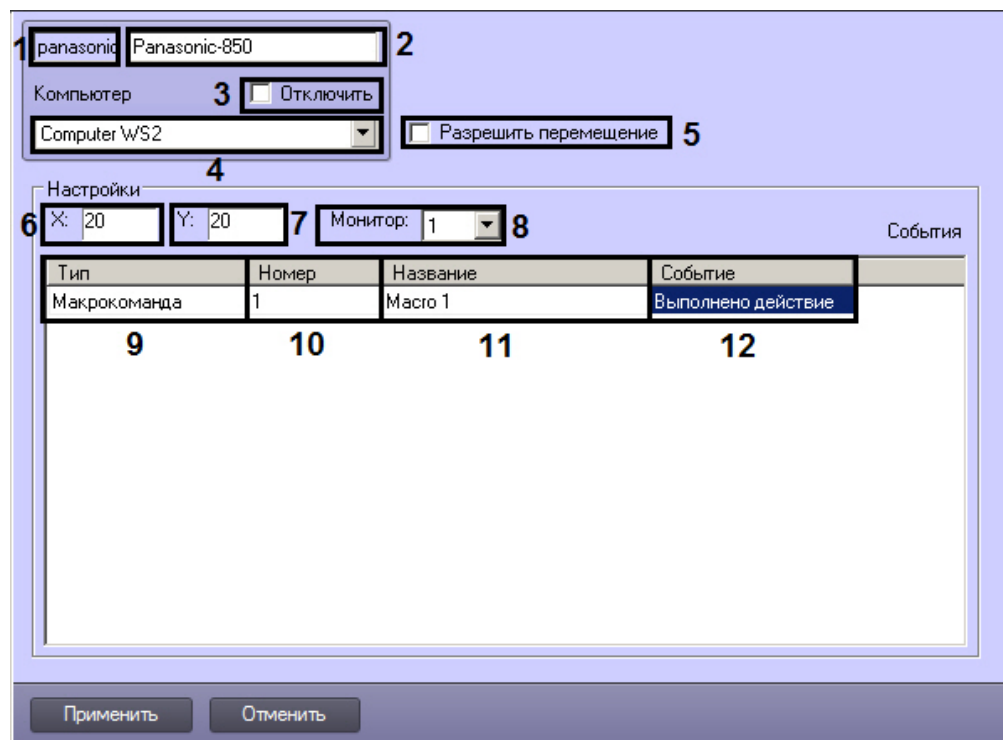 1 panasonic Panasonic-850 2
Компьютер 3 Отключить
Computer WS2 Разрешить перемещение 5
4
Настройки
6 X: 20 Y: 20 7 Монитор: 1 8
События
Тип Номер Название Событие
Макрокоманда 1 Macro 1 Выполнено действие
9 10 11 12
Применить Отменить